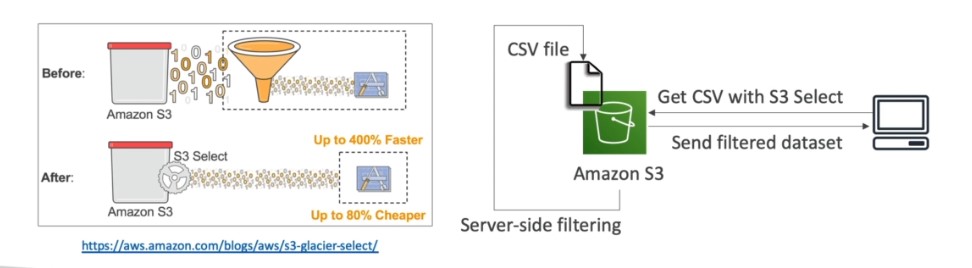 Before:
Amazon S3
Up to 400% Faster
S3 Select
After:
Amazon S3
Up to 80% Cheaper
https://aws.amazon.com/blogs/aws/s3-glacier-select/
CSV file
Get CSV with S3 Select
Send filtered dataset
Amazon S3
Server-side filtering